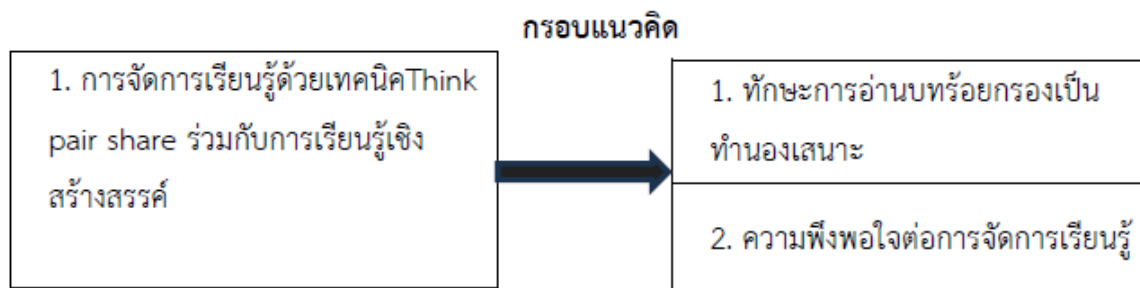 กรอบแนวคิด
1. การจัดการเรียนรู้ด้วยเทคนิคThink
pair share ร่วมกับการเรียนรู้เชิง
สร้างสรรค์
1. ทักษะการอ่านบทร้อยกรองเป็น
ทำนองเสนาะ
2. ความพึงพอใจต่อการจัดการเรียนรู้